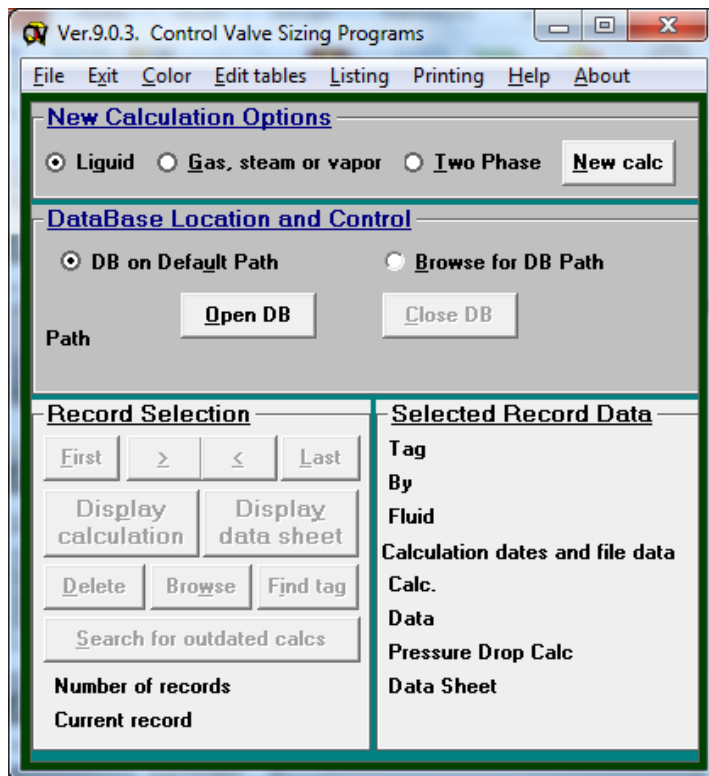 Ver.9.0.3. Control Valve Sizing Programs
File Exit Color Edit tables Listing Printing Help About
New Calculation Options
Liguid Gas, steam or vapor Two Phase New calc
DataBase Location and Control
DB on Default Path Browse for DB Path
Open DB Close DB
Path
Record Selection
First > < Last
Display calculation Display data sheet
Delete Browse Find tag
Search for outdated calcs
Number of records
Current record
Selected Record Data
Tag
By
Fluid
Calculation dates and file data
Calc.
Data
Pressure Drop Calc
Data Sheet